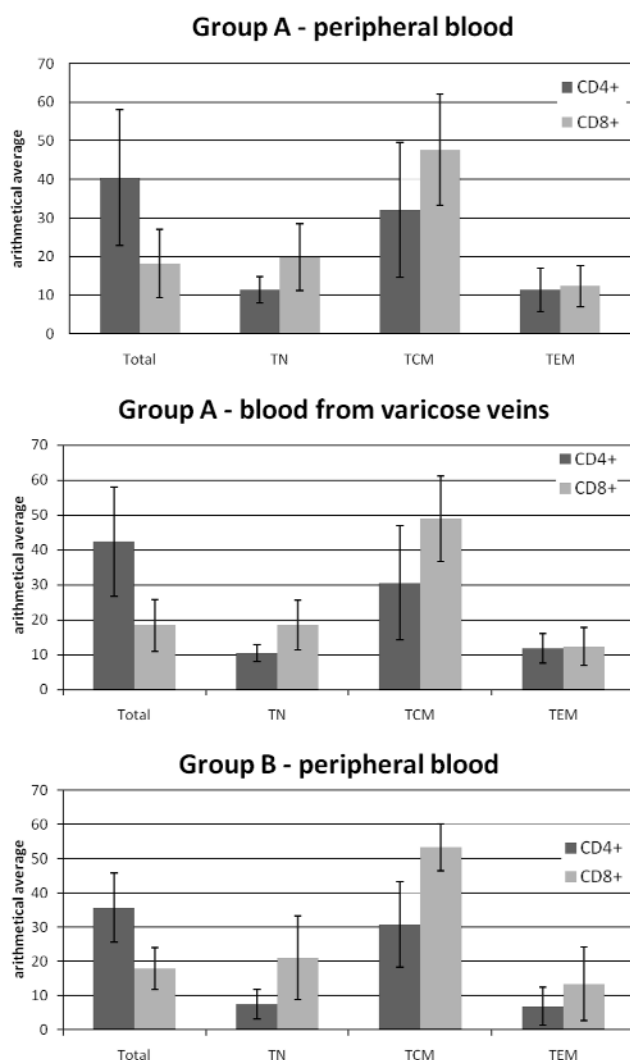 Group A - peripheral blood
70
60
50
40
30
20
10
0
arithmetical average
CD4+
CD8+
Total TN TCM TEM
Group A - blood from varicose veins
70
60
50
40
30
20
10
0
arithmetical average
CD4+
CD8+
Total TN TCM TEM
Group B - peripheral blood
70
60
50
40
30
20
10
0
arithmetical average
CD4+
CD8+
Total TN TCM TEM